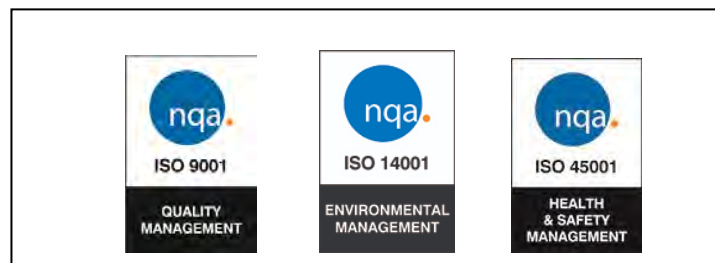 nqa.
ISO 9001
QUALITY
MANAGEMENT
nqa.
ISO 14001
ENVIRONMENTAL
MANAGEMENT
nqa.
ISO 45001
HEALTH
& SAFETY
MANAGEMENT